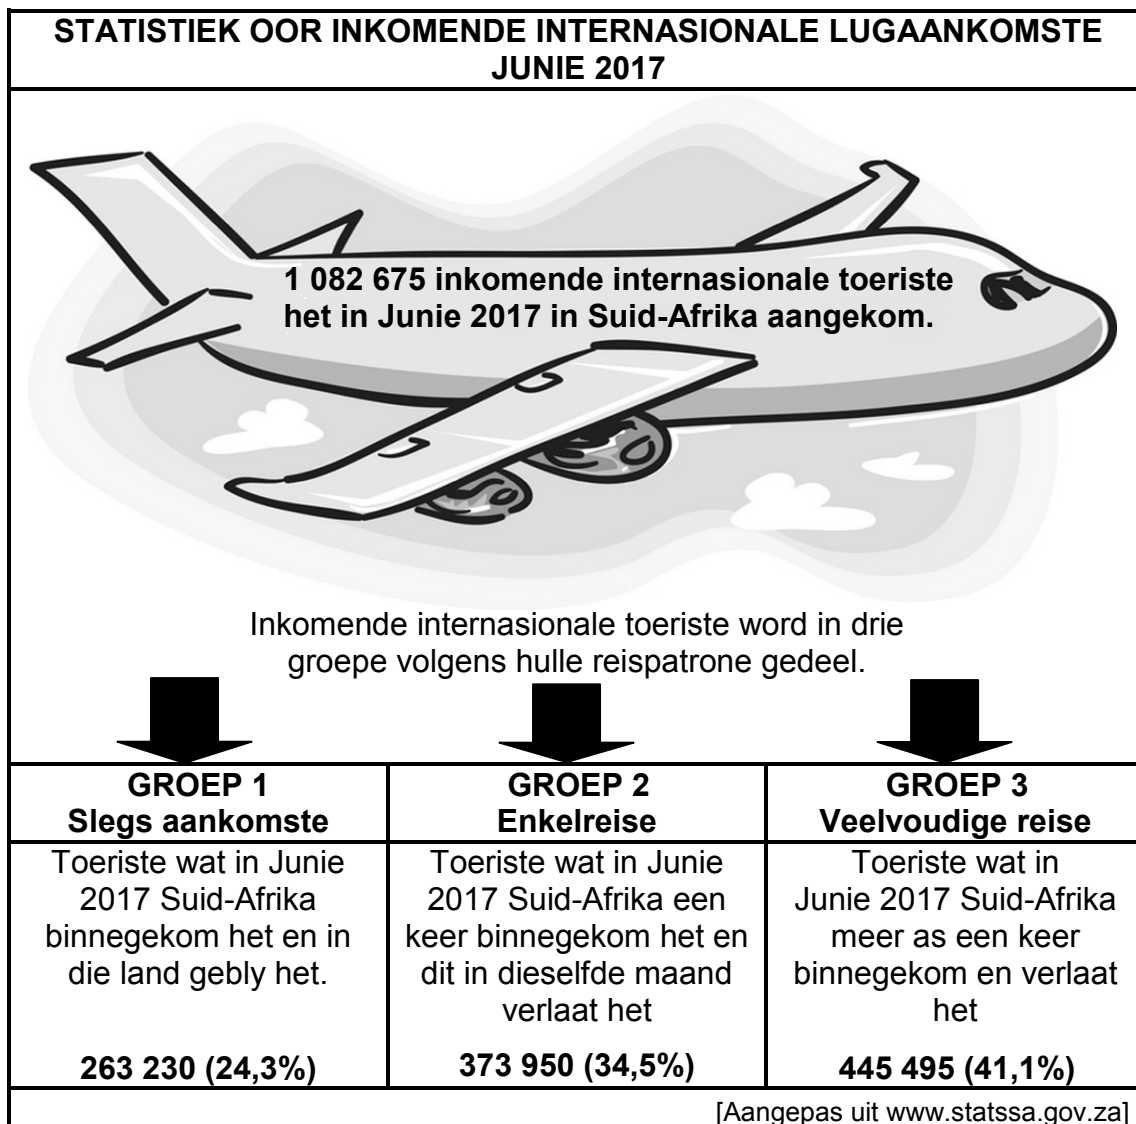 STATISTIEK OOR INKOMENDE INTERNASIONALE LUGAANKOMSTE
JUNIE 2017
1 082 675 inkomende internasionale toeriste
het in Junie 2017 in Suid-Afrika aangekom.
Inkomende internasionale toeriste word in drie
groepe volgens hulle reispatrone gedeel.
GROEP 1
Slegs aankomste
Toeriste wat in Junie
2017 Suid-Afrika
binnegekom het en in
die land gebly het.
263 230 (24,3%)
GROEP 2
Enkelreise
Toeriste wat in Junie
2017 Suid-Afrika een
keer binnegekom het en
dit in dieselfde maand
verlaat het
373 950 (34,5%)
GROEP 3
Veelvoudige reise
Toeriste wat in
Junie 2017 Suid-Afrika
meer as een keer
binnegekom en verlaat
het
445 495 (41,1%)
[Aangepas uit www.statssa.gov.za]